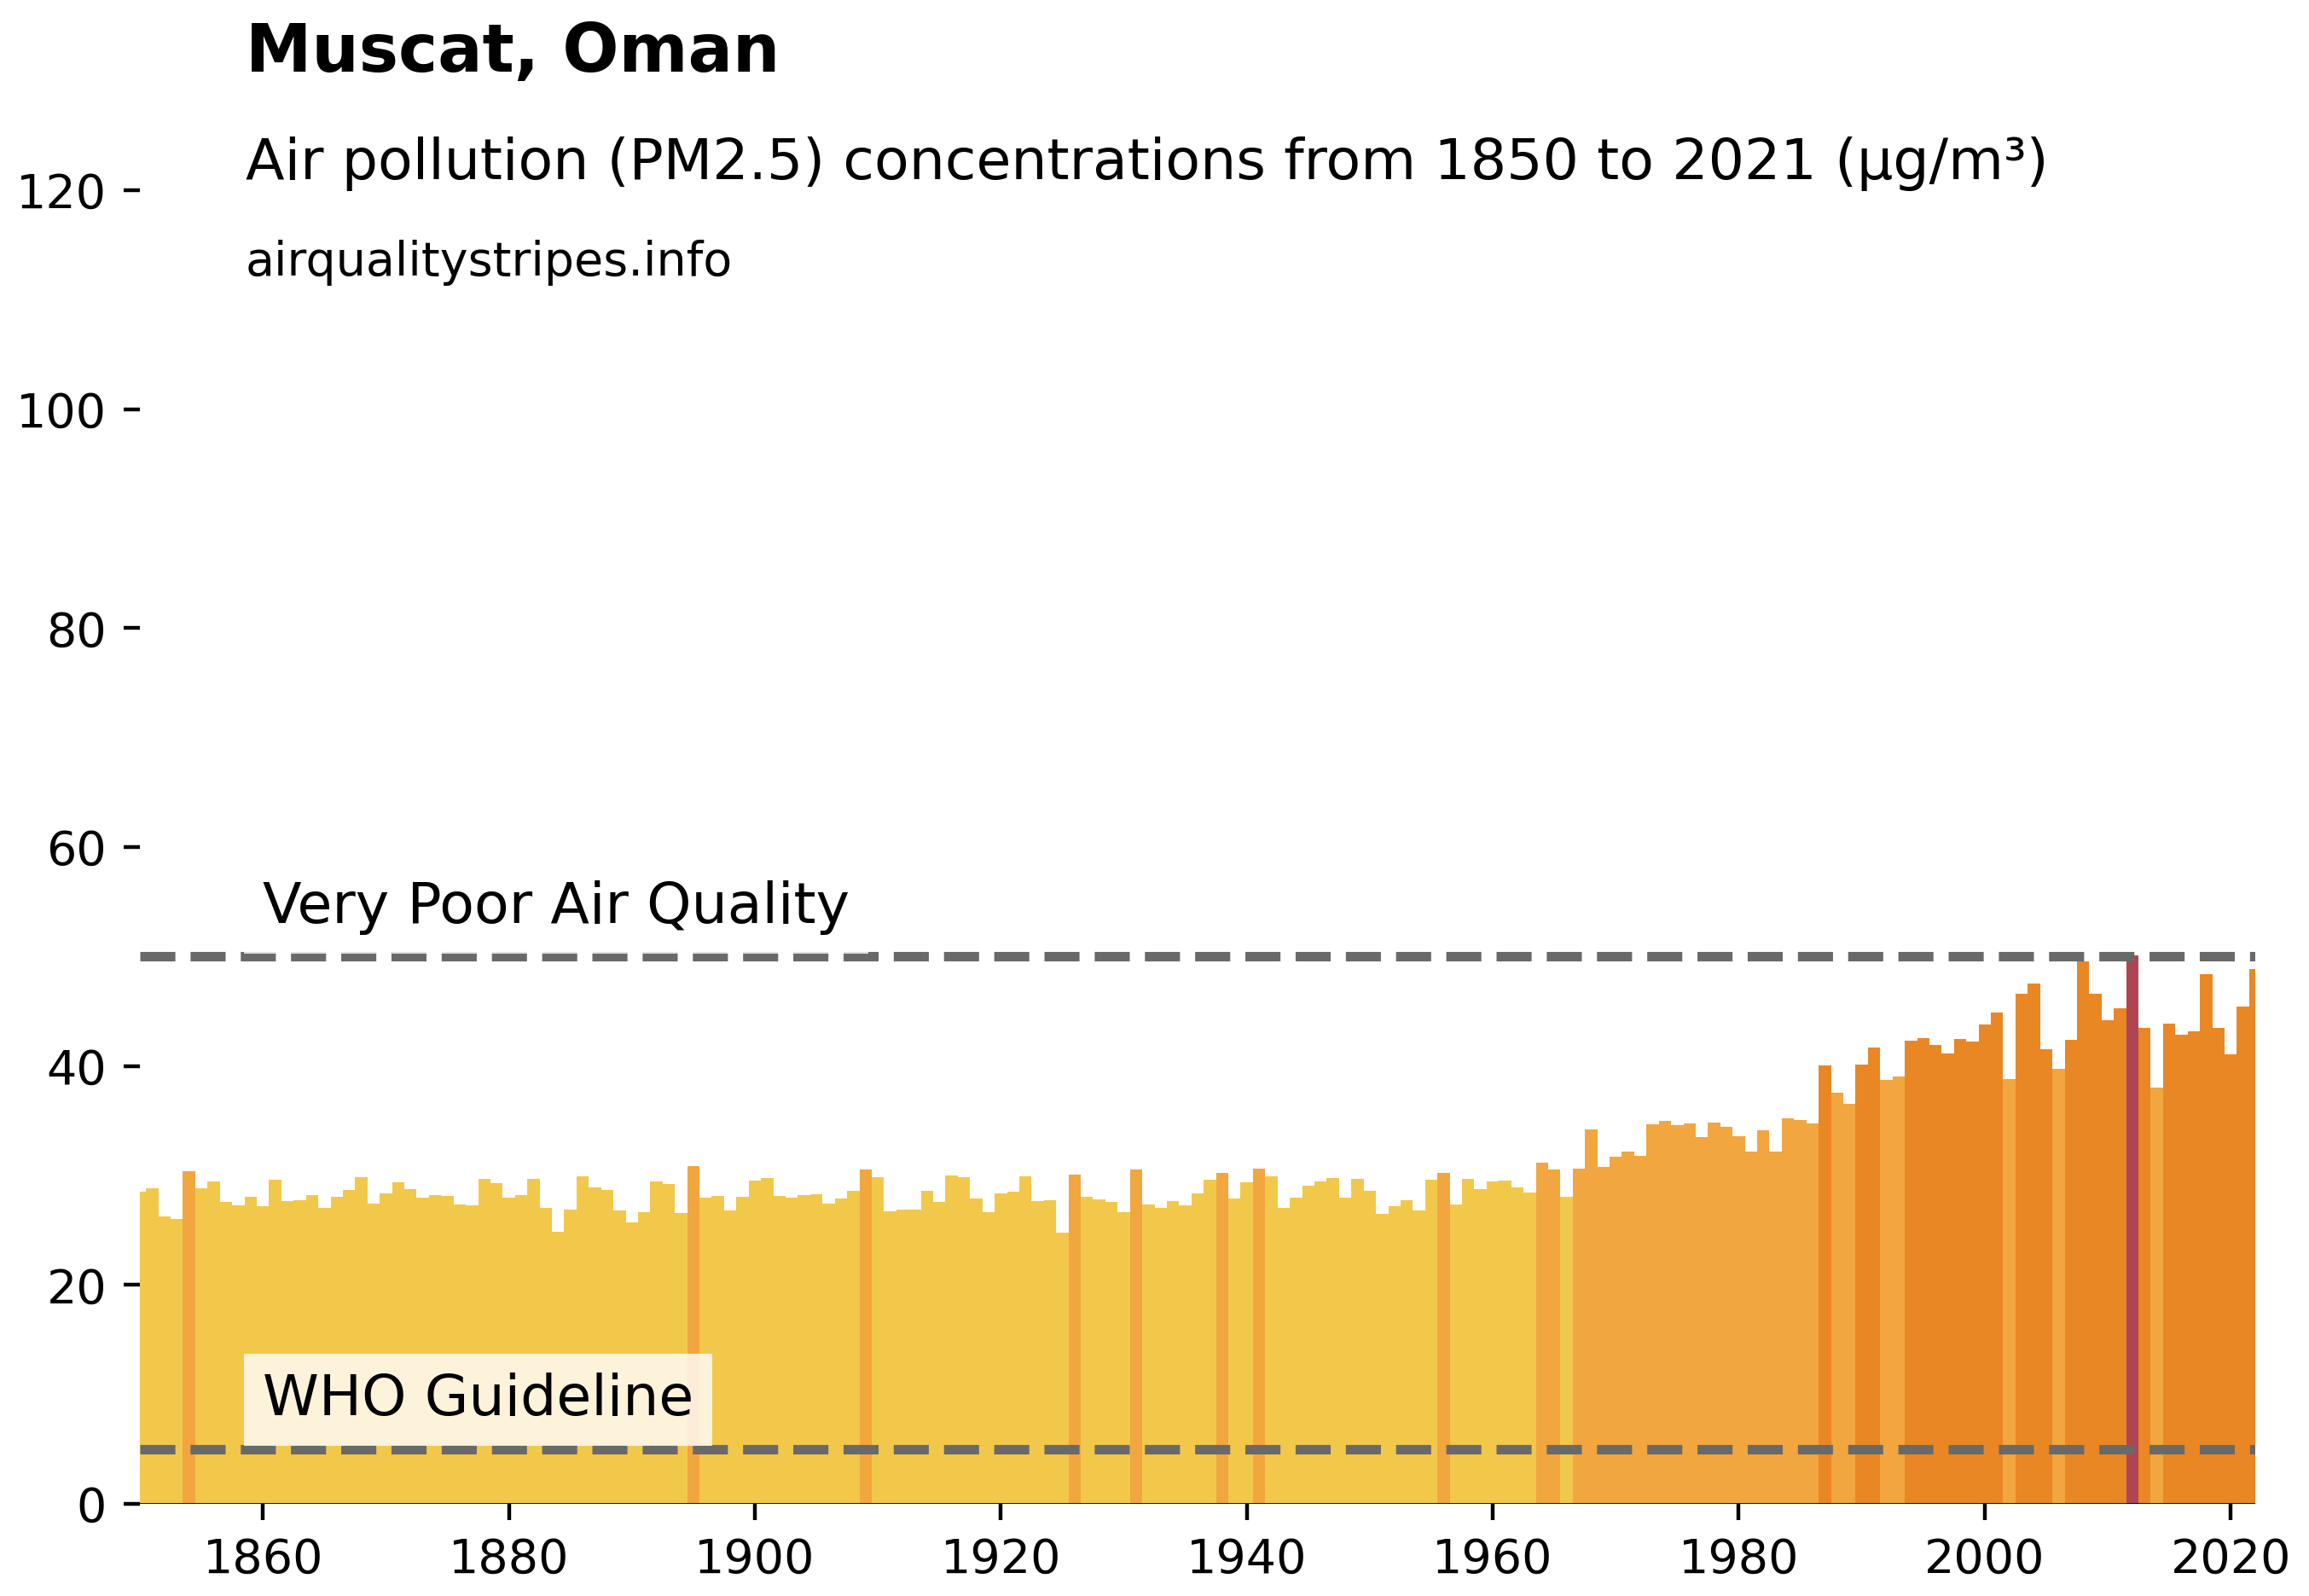 Muscat, Oman
Air pollution (PM2.5) concentrations from 1850 to 2021 (μg/m³)
airqualitystripes.info
120
100
80
60
Very Poor Air Quality
40
20
WHO Guideline
0
1860 1880 1900 1920 1940 1960 1980 2000 2020